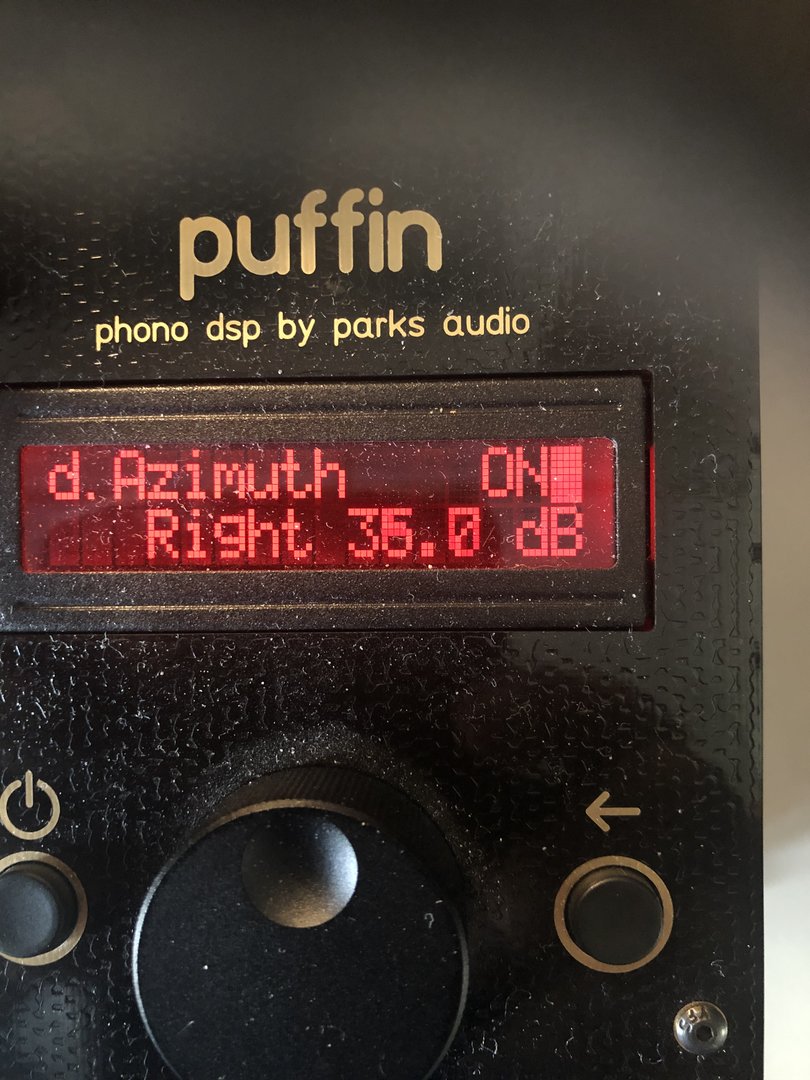 puffin
phono dsp by parks audio
d.Azimuth ON
Right 36.0 dB